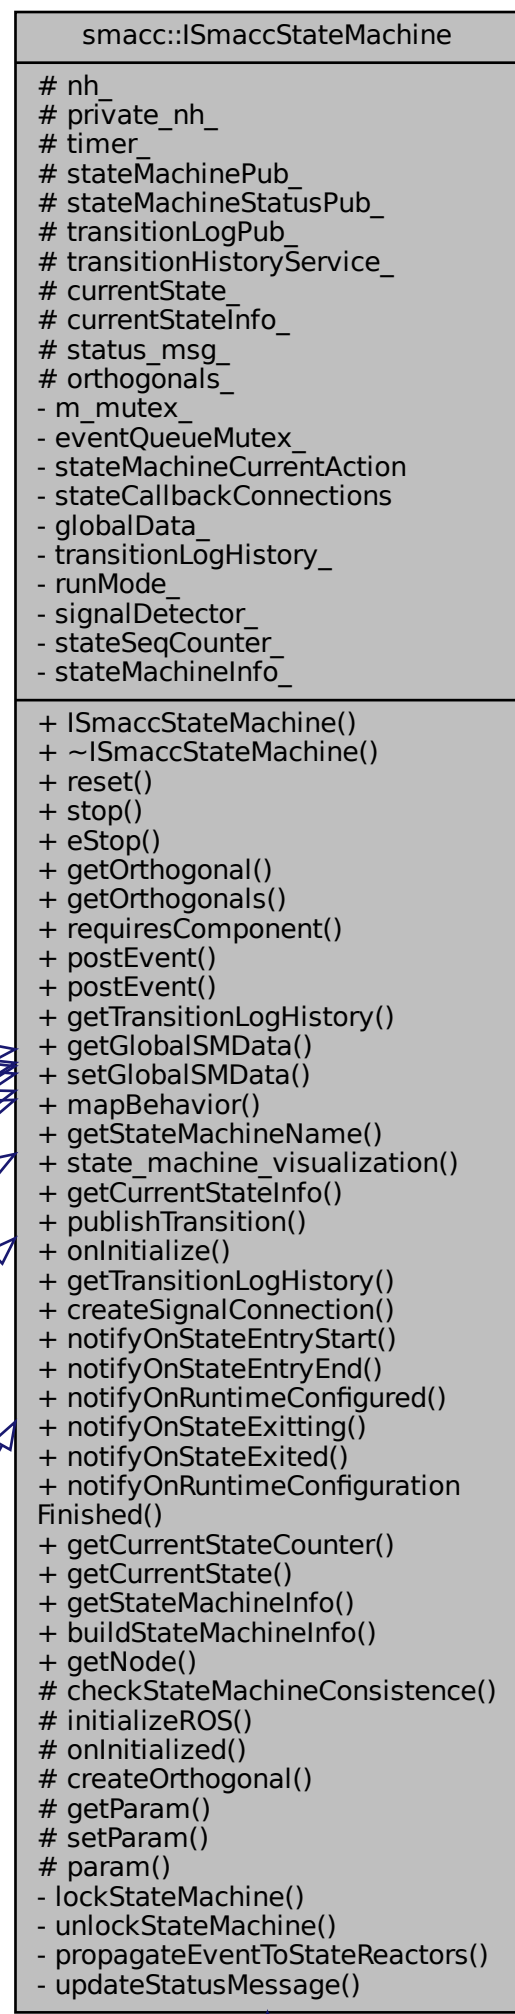 smacc::ISmaccStateMachine
# nh_
# private_nh_
# timer_
# stateMachinePub_
# stateMachineStatusPub_
# transitionLogPub_
# transitionHistoryService_
# currentState_
# currentStateInfo_
# status_msg_
# orthogonals_
- m_mutex_
- eventQueueMutex_
- stateMachineCurrentAction
- stateCallbackConnections
- globalData_
- transitionLogHistory_
- runMode_
- signalDetector_
- stateSeqCounter_
- stateMachineInfo_
+ ISmaccStateMachine()
+ ~ISmaccStateMachine()
+ reset()
+ stop()
+ eStop()
+ getOrthogonal()
+ getOrthogonals()
+ requiresComponent()
+ postEvent()
+ postEvent()
+ getTransitionLogHistory()
+ getGlobalSMData()
+ setGlobalSMData()
+ mapBehavior()
+ getStateMachineName()
+ state_machine_visualization()
+ getCurrentStateInfo()
+ publishTransition()
+ onInitialize()
+ getTransitionLogHistory()
+ createSignalConnection()
+ notifyOnStateEntryStart()
+ notifyOnStateEntryEnd()
+ notifyOnRuntimeConfigured()
+ notifyOnStateExitting()
+ notifyOnStateExited()
+ notifyOnRuntimeConfiguration
Finished()
+ getCurrentStateCounter()
+ getCurrentState()
+ getStateMachineInfo()
+ buildStateMachineInfo()
+ getNode()
# checkStateMachineConsistence()
# initializeROS()
# onInitialized()
# createOrthogonal()
# getParam()
# setParam()
# param()
- lockStateMachine()
- unlockStateMachine()
- propagateEventToStateReactors()
- updateStatusMessage()